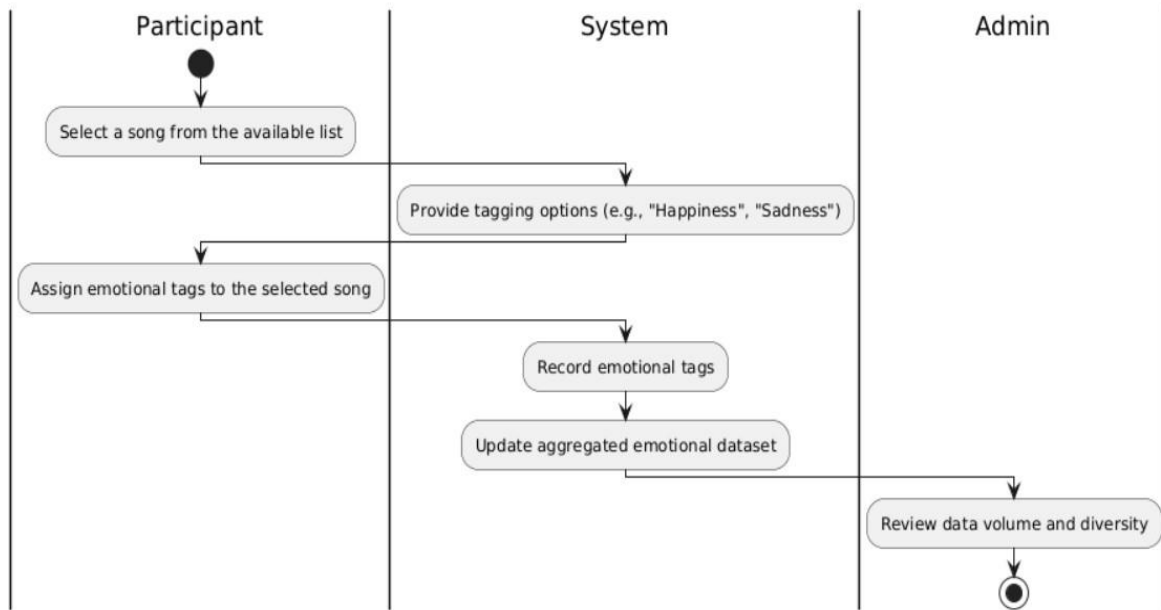 Participant
System
Admin
Select a song from the available list
Provide tagging options (e.g., "Happiness", "Sadness")
Assign emotional tags to the selected song
Record emotional tags
Update aggregated emotional dataset
Review data volume and diversity